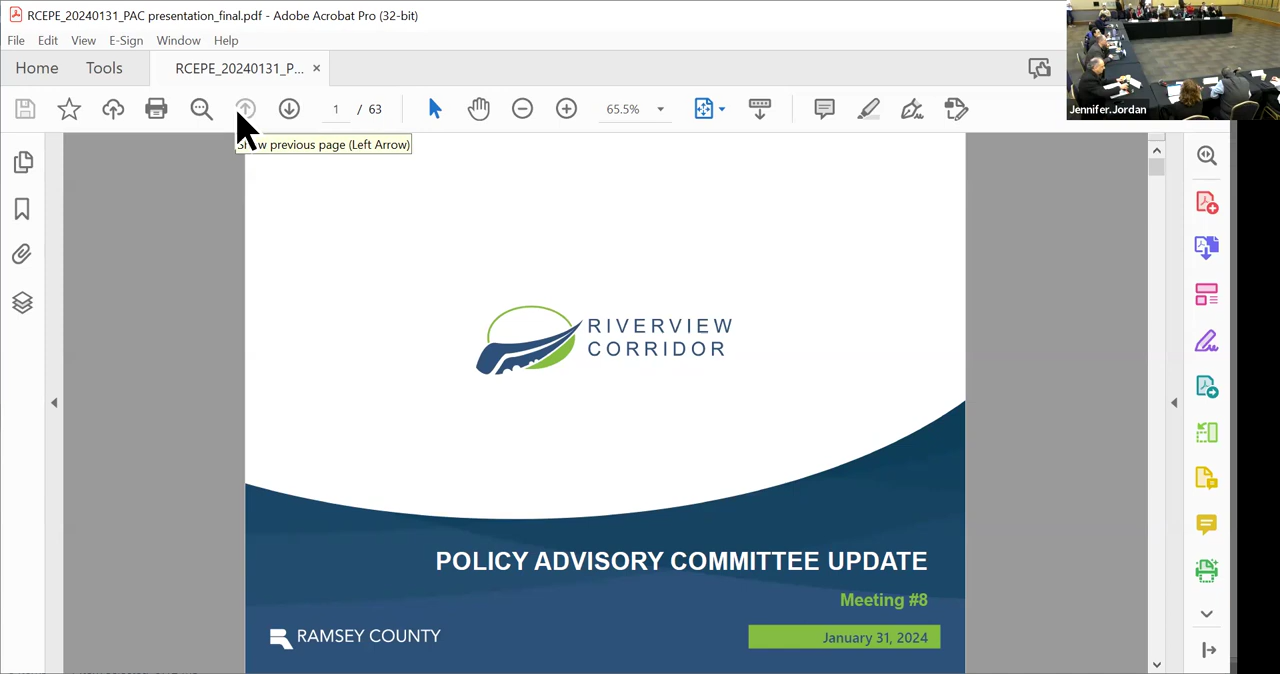 RCEPE_20240131_PAC presentation_final.pdf - Adobe Acrobat Pro (32-bit)
File Edit View E-Sign Window Help
Home Tools RCEPE_20240131_P... ×
1 / 63 65.5%
Jennifer.Jordan
Show previous page (Left Arrow)
RIVERVIEW
CORRIDOR
POLICY ADVISORY COMMITTEE UPDATE
Meeting #8
RAMSEY COUNTY
January 31, 2024